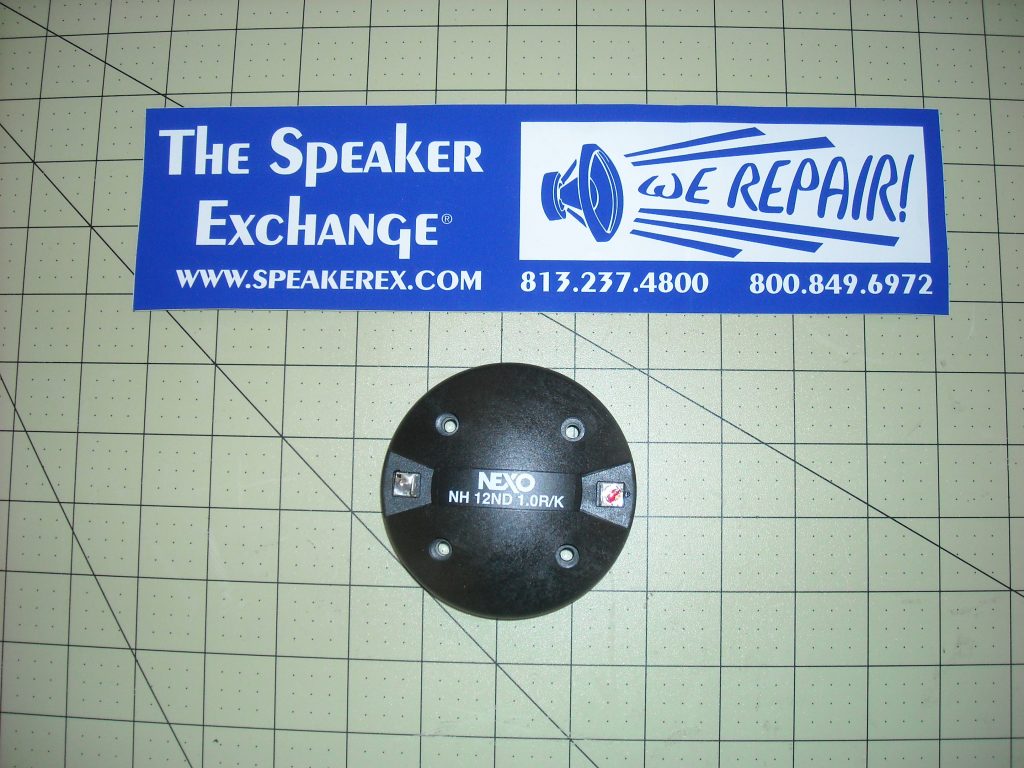 The Speaker
Exchange®
WWW.SPEAKEREX.COM
WE REPAIR!
813.237.4800 800.849.6972
NEXO
NH 12ND 1.0R/K